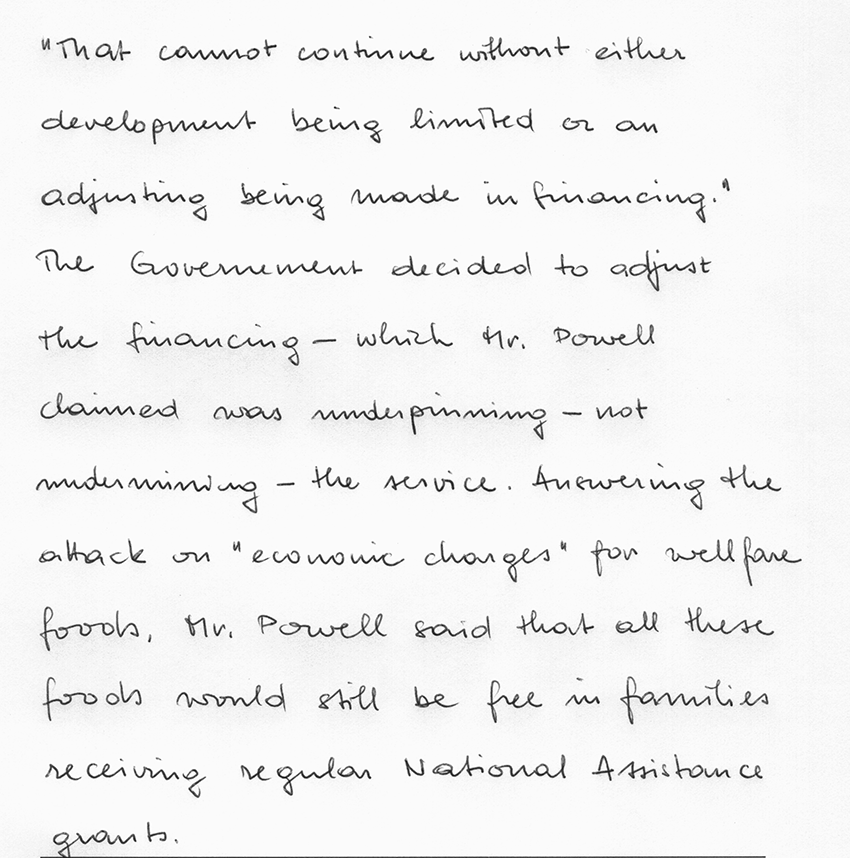 "That cannot continue without either
development being limited or an
adjusting being made in financing."
The Governement decided to adjust
the financing - which Mr. Powell
claimed was underpinning - not
undermining - the service. Answering the
attack on "economic charges" for wellfare
foods, Mr. Powell said that all these
foods would still be free in families
receiving regular National Assistance
grants.